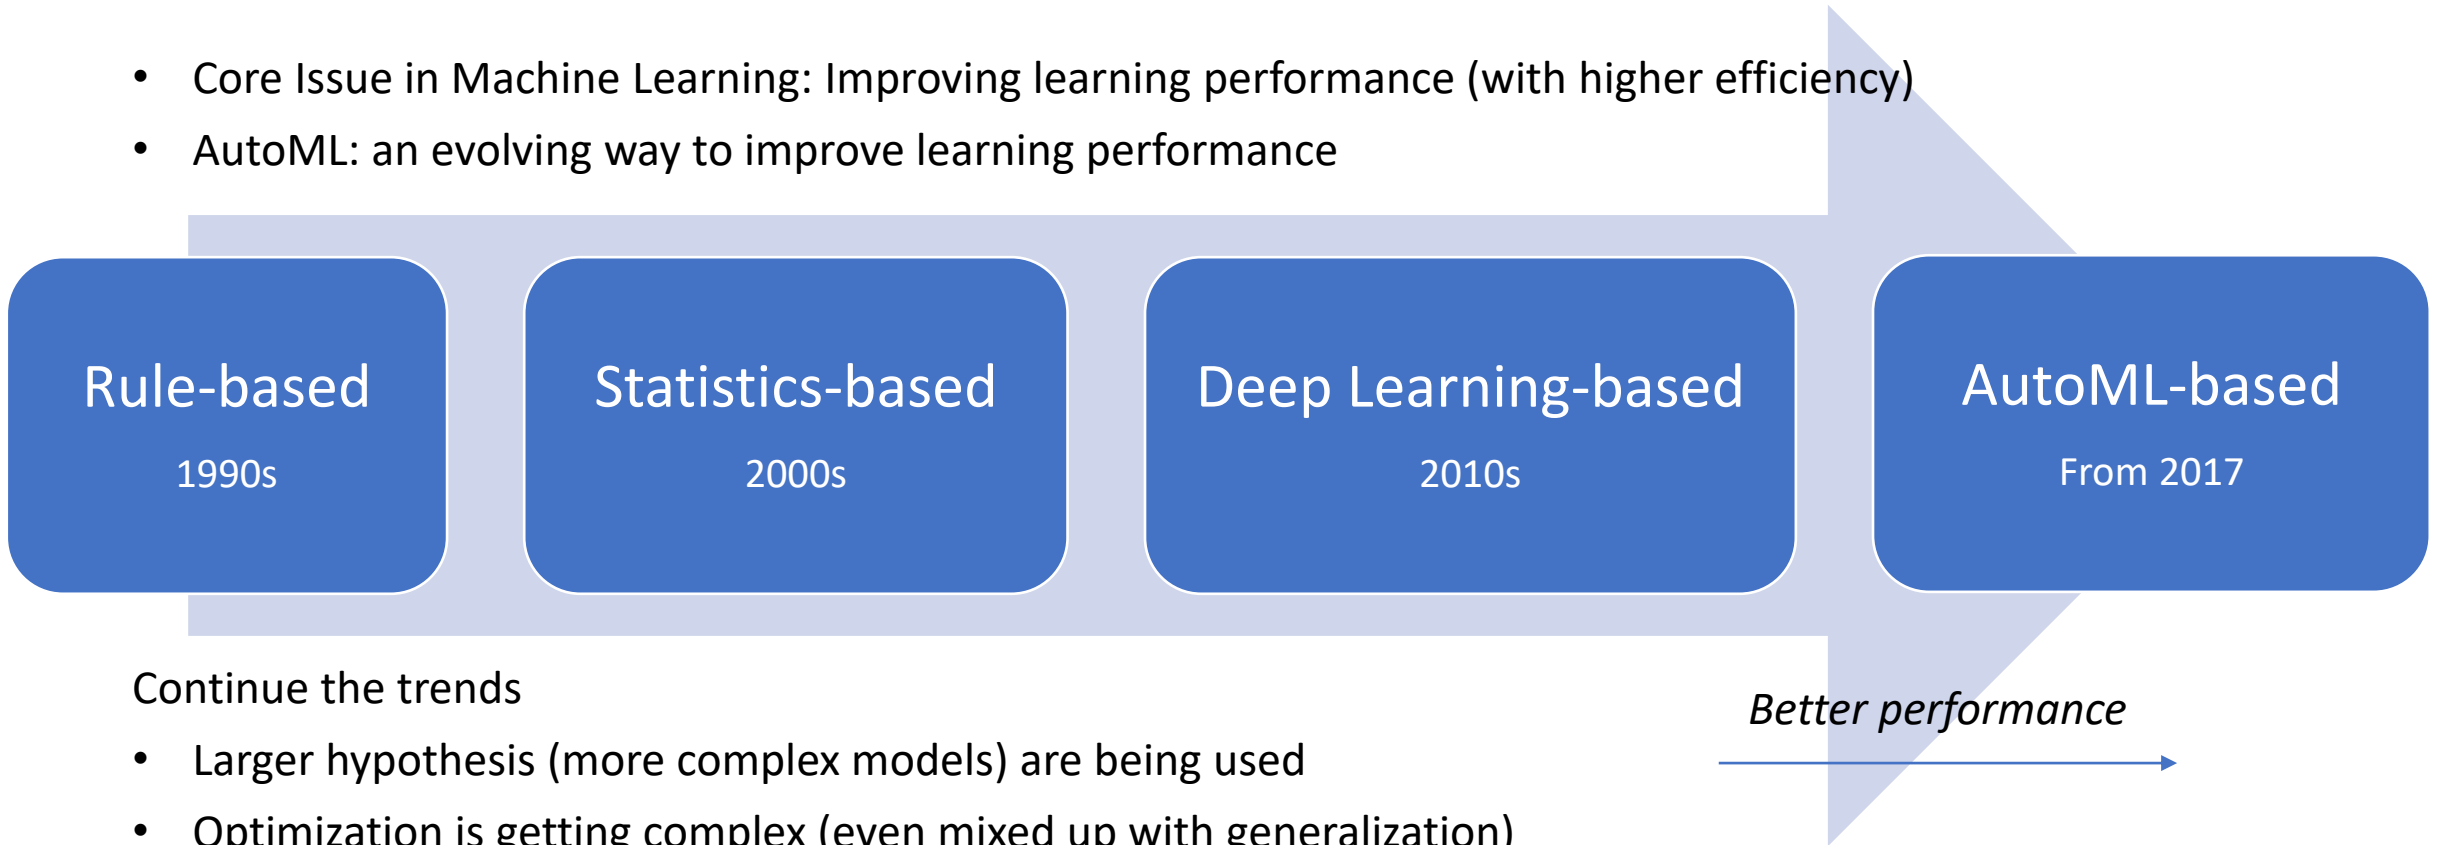 • Core Issue in Machine Learning: Improving learning performance (with higher efficiency)
• AutoML: an evolving way to improve learning performance
Rule-based
1990s
Statistics-based
2000s
Deep Learning-based
2010s
AutoML-based
From 2017
Continue the trends
• Larger hypothesis (more complex models) are being used
• Optimization is getting complex (even mixed up with generalization)
Better performance